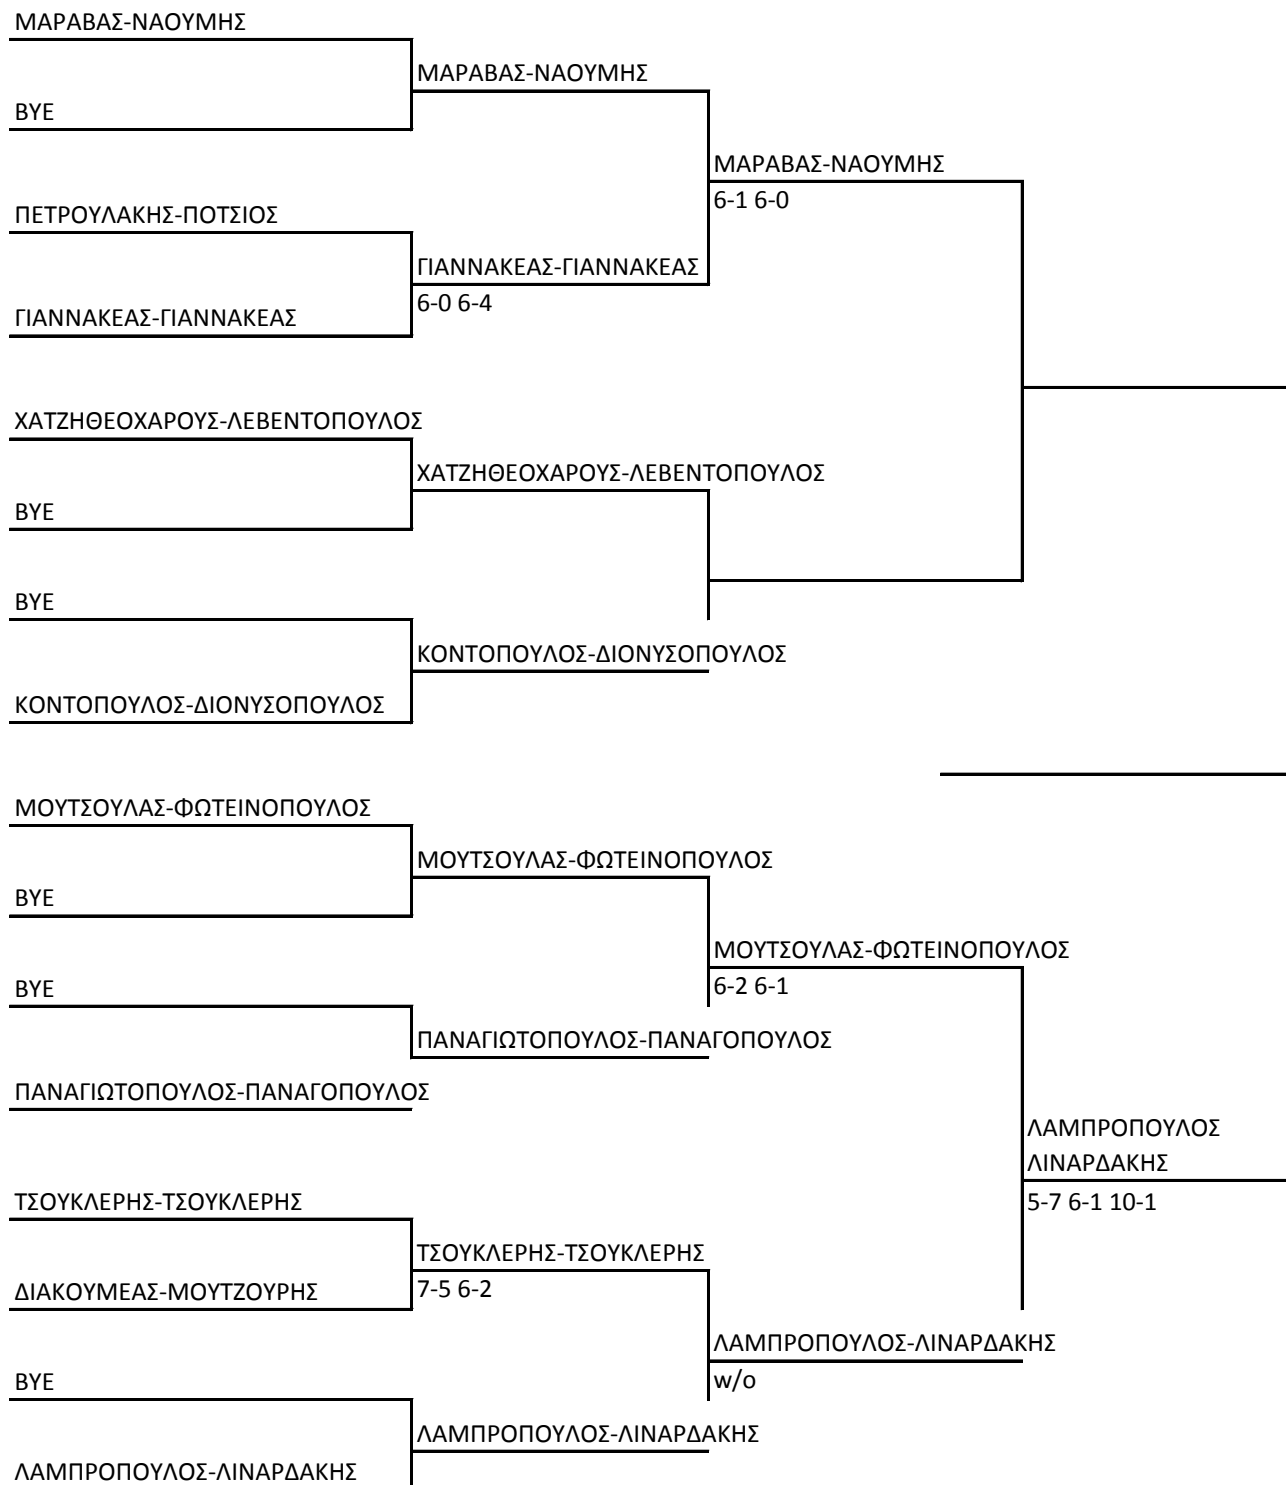 ΜΑΡΑΒΑΣ-ΝΑΟΥΜΗΣ
ΜΑΡΑΒΑΣ-ΝΑΟΥΜΗΣ
BYE
ΜΑΡΑΒΑΣ-ΝΑΟΥΜΗΣ
6-1 6-0
ΠΕΤΡΟΥΛΑΚΗΣ-ΠΟΤΣΙΟΣ
ΓΙΑΝΝΑΚΕΑΣ-ΓΙΑΝΝΑΚΕΑΣ
6-0 6-4
ΓΙΑΝΝΑΚΕΑΣ-ΓΙΑΝΝΑΚΕΑΣ
ΧΑΤΖΗΘΕΟΧΑΡΟΥΣ-ΛΕΒΕΝΤΟΠΟΥΛΟΣ
ΧΑΤΖΗΘΕΟΧΑΡΟΥΣ-ΛΕΒΕΝΤΟΠΟΥΛΟΣ
BYE
BYE
ΚΟΝΤΟΠΟΥΛΟΣ-ΔΙΟΝΥΣΟΠΟΥΛΟΣ
ΚΟΝΤΟΠΟΥΛΟΣ-ΔΙΟΝΥΣΟΠΟΥΛΟΣ
ΜΟΥΤΣΟΥΛΑΣ-ΦΩΤΕΙΝΟΠΟΥΛΟΣ
ΜΟΥΤΣΟΥΛΑΣ-ΦΩΤΕΙΝΟΠΟΥΛΟΣ
BYE
ΜΟΥΤΣΟΥΛΑΣ-ΦΩΤΕΙΝΟΠΟΥΛΟΣ
6-2 6-1
BYE
ΠΑΝΑΓΙΩΤΟΠΟΥΛΟΣ-ΠΑΝΑΓΟΠΟΥΛΟΣ
ΠΑΝΑΓΙΩΤΟΠΟΥΛΟΣ-ΠΑΝΑΓΟΠΟΥΛΟΣ
ΛΑΜΠΡΟΠΟΥΛΟΣ
ΛΙΝΑΡΔΑΚΗΣ
5-7 6-1 10-1
ΤΣΟΥΚΛΕΡΗΣ-ΤΣΟΥΚΛΕΡΗΣ
ΤΣΟΥΚΛΕΡΗΣ-ΤΣΟΥΚΛΕΡΗΣ
7-5 6-2
ΔΙΑΚΟΥΜΕΑΣ-ΜΟΥΤΖΟΥΡΗΣ
ΛΑΜΠΡΟΠΟΥΛΟΣ-ΛΙΝΑΡΔΑΚΗΣ
w/o
BYE
ΛΑΜΠΡΟΠΟΥΛΟΣ-ΛΙΝΑΡΔΑΚΗΣ
ΛΑΜΠΡΟΠΟΥΛΟΣ-ΛΙΝΑΡΔΑΚΗΣ